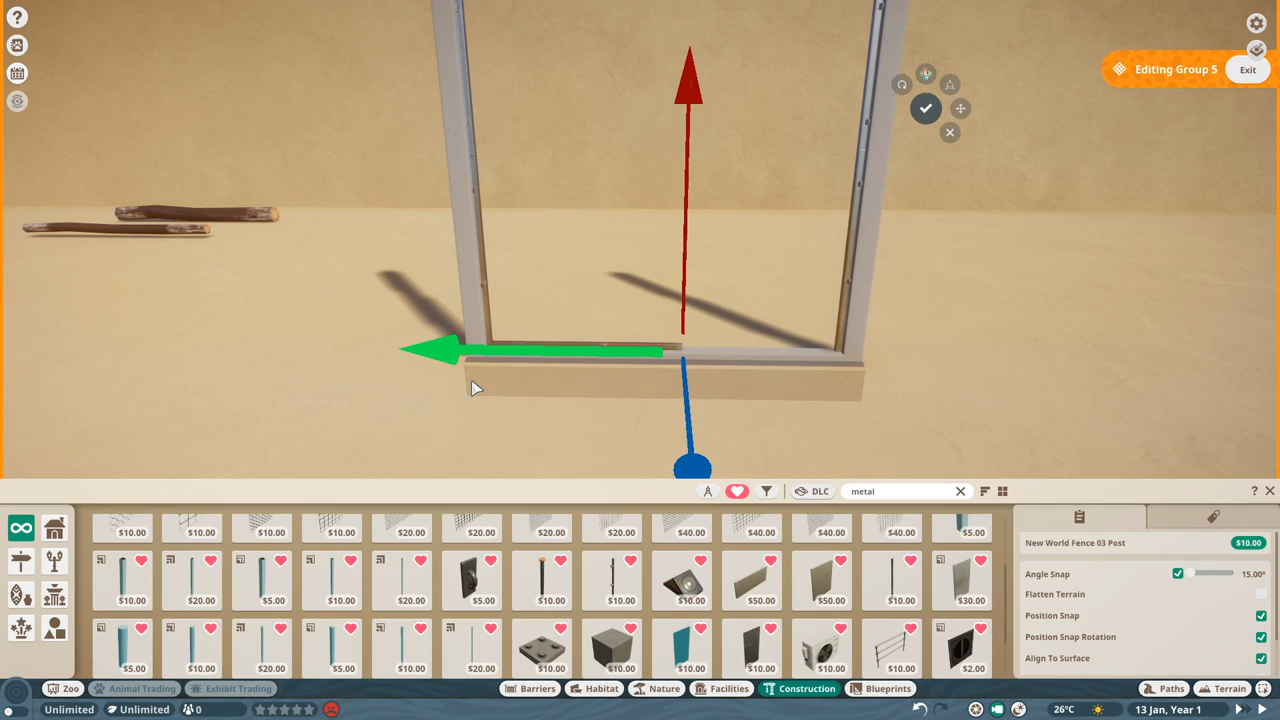 Editing Group 5 Exit
DLC metal
$10.00 $10.00 $10.00 $10.00 $20.00 $20.00 $20.00 $20.00 $40.00 $40.00 $40.00 $40.00 $5.00
New World Fence 03 Post $10.00
$10.00 $20.00 $5.00 $10.00 $20.00 $5.00 $10.00 $10.00 $10.00 $50.00 $50.00 $10.00 $30.00
Angle Snap 15.00°
Flatten Terrain
Position Snap
Position Snap Rotation
Align To Surface
$5.00 $10.00 $20.00 $5.00 $10.00 $20.00 $10.00 $10.00 $10.00 $10.00 $10.00 $10.00 $2.00
Zoo Animal Trading Exhibit Trading Barriers Habitat Nature Facilities Construction Blueprints Paths Terrain
Unlimited Unlimited 0 26°C 13 Jan, Year 1